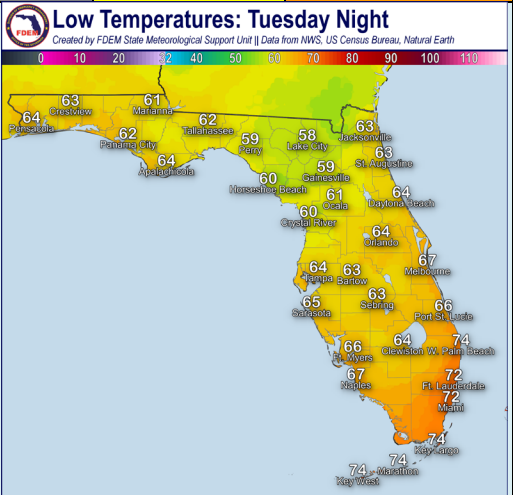 Low Temperatures: Tuesday Night
Created by FDEM State Meteorological Support Unit || Data from NWS, US Census Bureau, Natural Earth
FDEM
0 10 20 32 40 50 60 70 80 90 100 110
64
Pensacola
63
Crestview
61
Marianna
62
Panama City
62
Tallahassee
64
Apalachicola
59
Perry
58
Lake City
63
Jacksonville
63
St. Augustine
59
Gainesville
60
Horseshoe Beach
61
Ocala
64
Daytona Beach
60
Crystal River
64
Orlando
67
Melbourne
64
Tampa
63
Bartow
63
Sebring
65
Sarasota
66
Port St. Lucie
66
Ft. Myers
64
Clewiston
74
W. Palm Beach
67
Naples
72
Ft. Lauderdale
72
Miami
74
Key Largo
74
Marathon
74
Key West